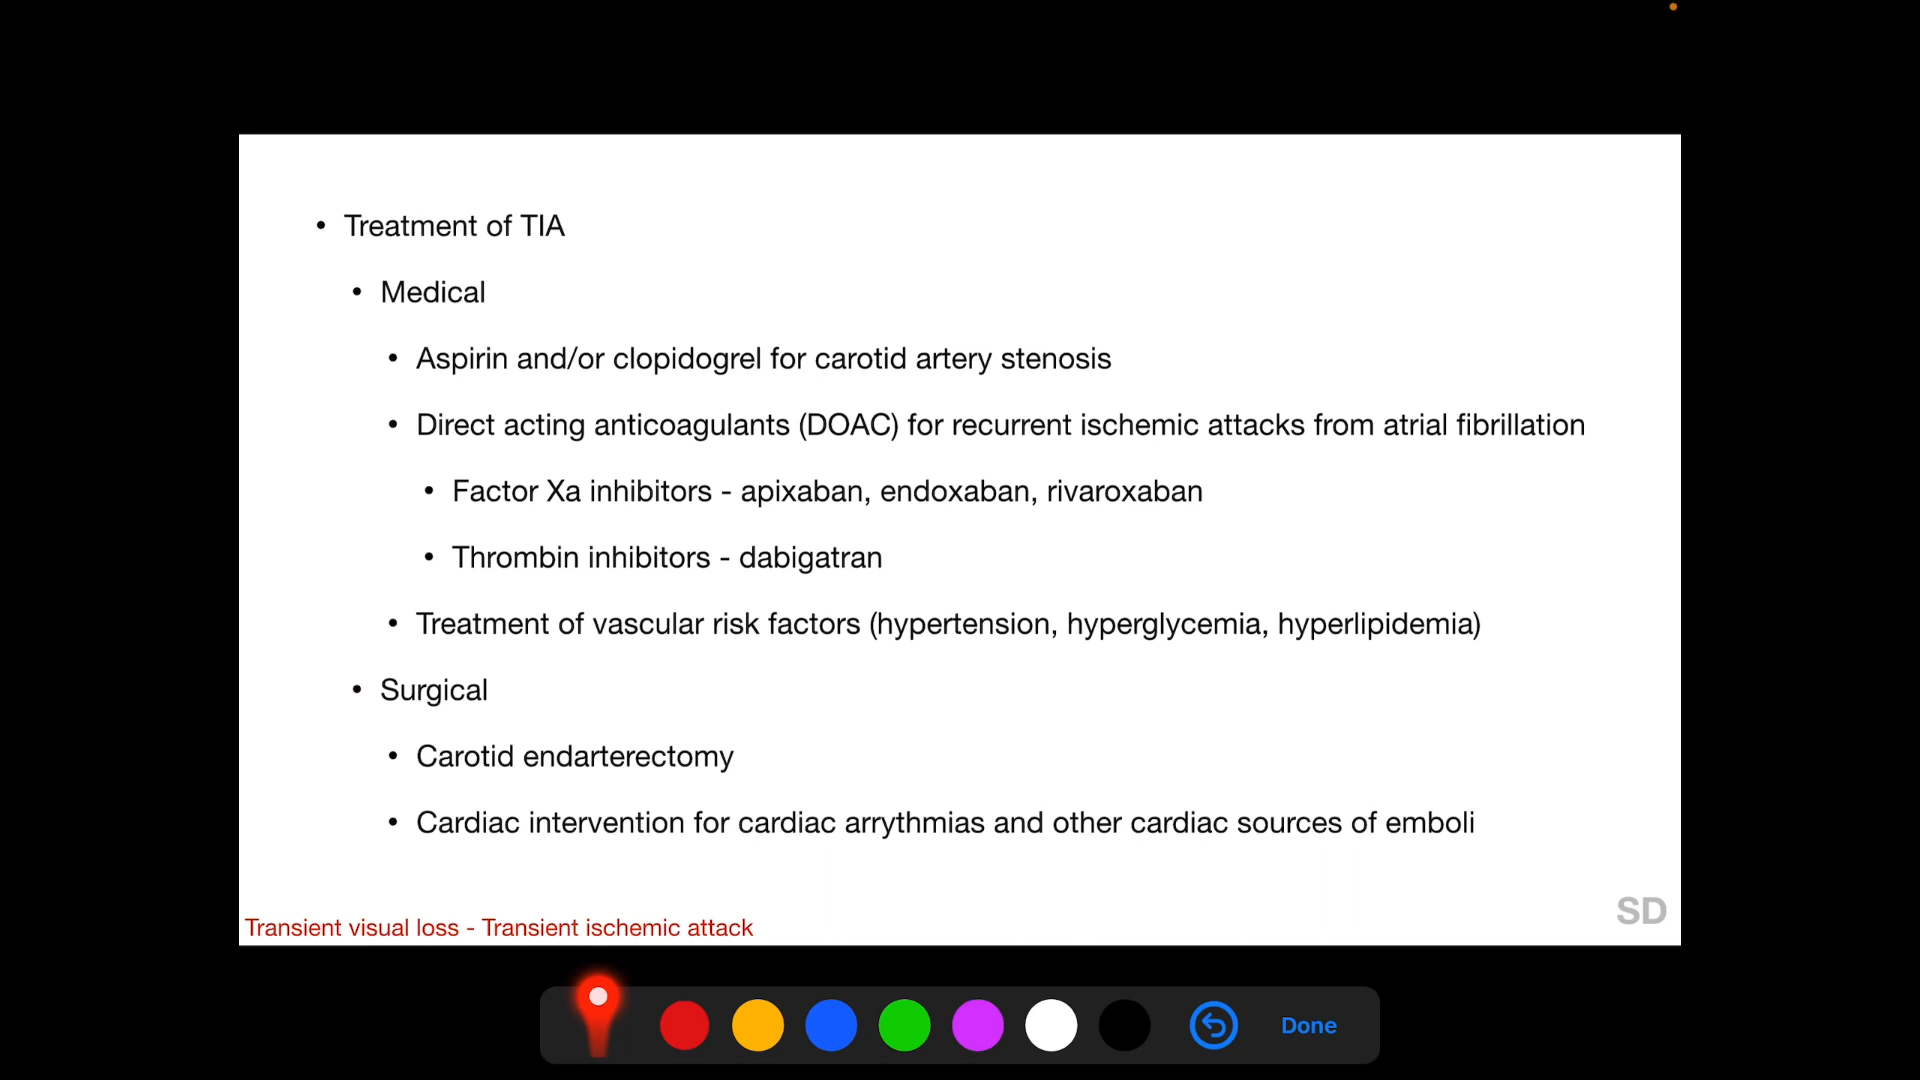 • Treatment of TIA
• Medical
• Aspirin and/or clopidogrel for carotid artery stenosis
• Direct acting anticoagulants (DOAC) for recurrent ischemic attacks from atrial fibrillation
• Factor Xa inhibitors - apixaban, endoxaban, rivaroxaban
• Thrombin inhibitors - dabigatran
• Treatment of vascular risk factors (hypertension, hyperglycemia, hyperlipidemia)
• Surgical
• Carotid endarterectomy
• Cardiac intervention for cardiac arrythmias and other cardiac sources of emboli
SD
Transient visual loss - Transient ischemic attack
Done